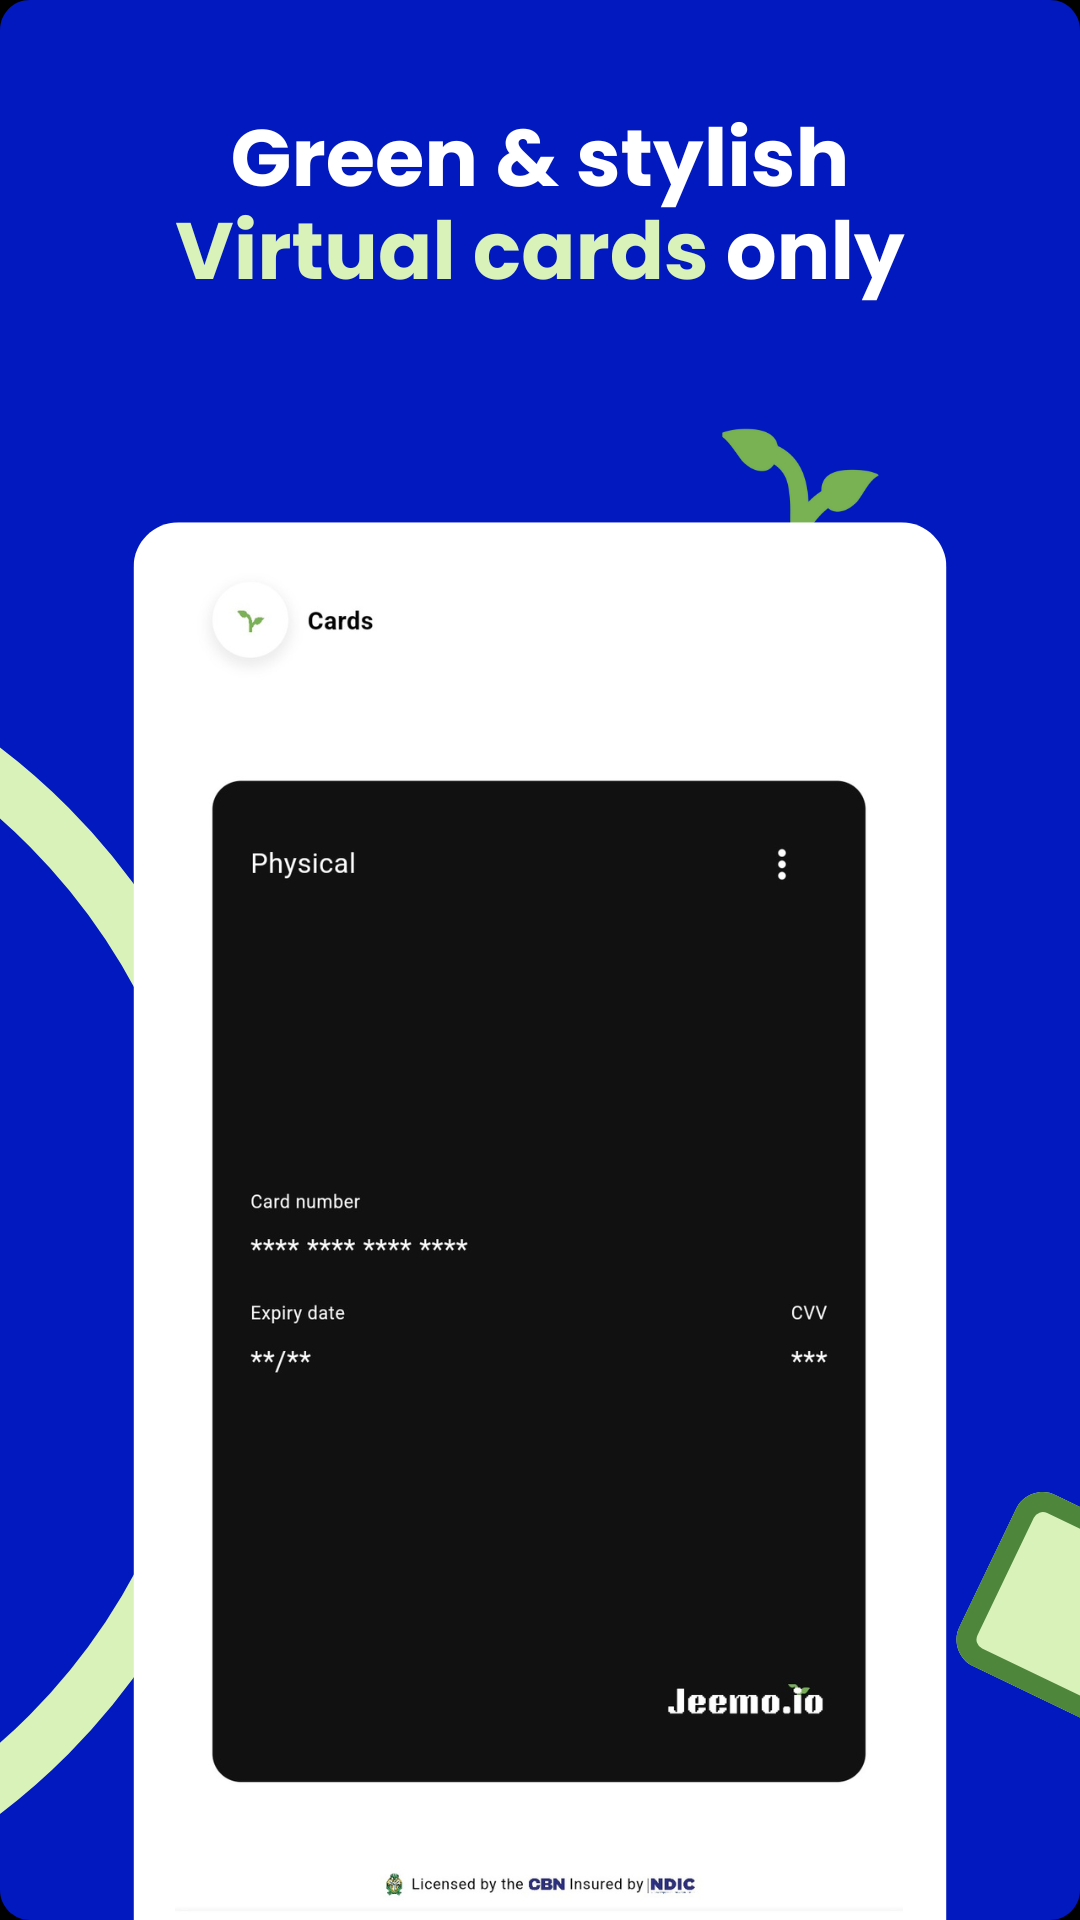 Green & stylish
Virtual cards only
Cards
Physical
Card number
**** **** **** ****
Expiry date CVV
**/** ***
Jeemo.io
Licensed by the CBN Insured by NDIC